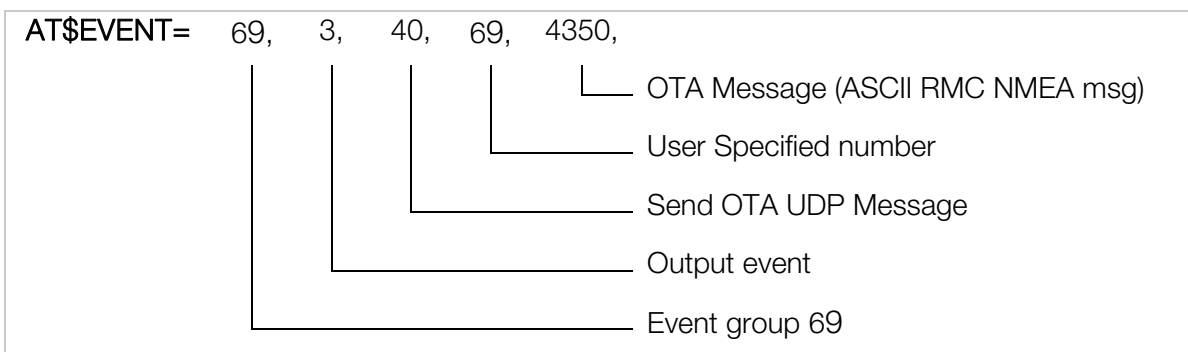 AT$EVENT= 69, 3, 40, 69, 4350,
OTA Message (ASCII RMC NMEA msg)
User Specified number
Send OTA UDP Message
Output event
Event group 69